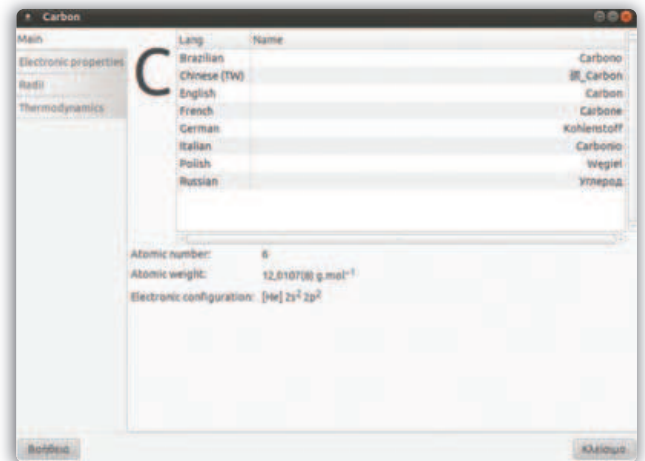 Carbon
Main
Electronic properties
Radii
Thermodynamics
C
Lang Name
Brazilian Carbono
Chinese (TW) _Carbon
English Carbon
French Carbone
German Kohlenstoff
Italian Carbonio
Polish Węgiel
Russian Углерод
Atomic number: 6
Atomic weight: 12,0107(8) g.mol⁻¹
Electronic configuration: [He] 2s² 2p²
Βοήθεια Κλείσιμο